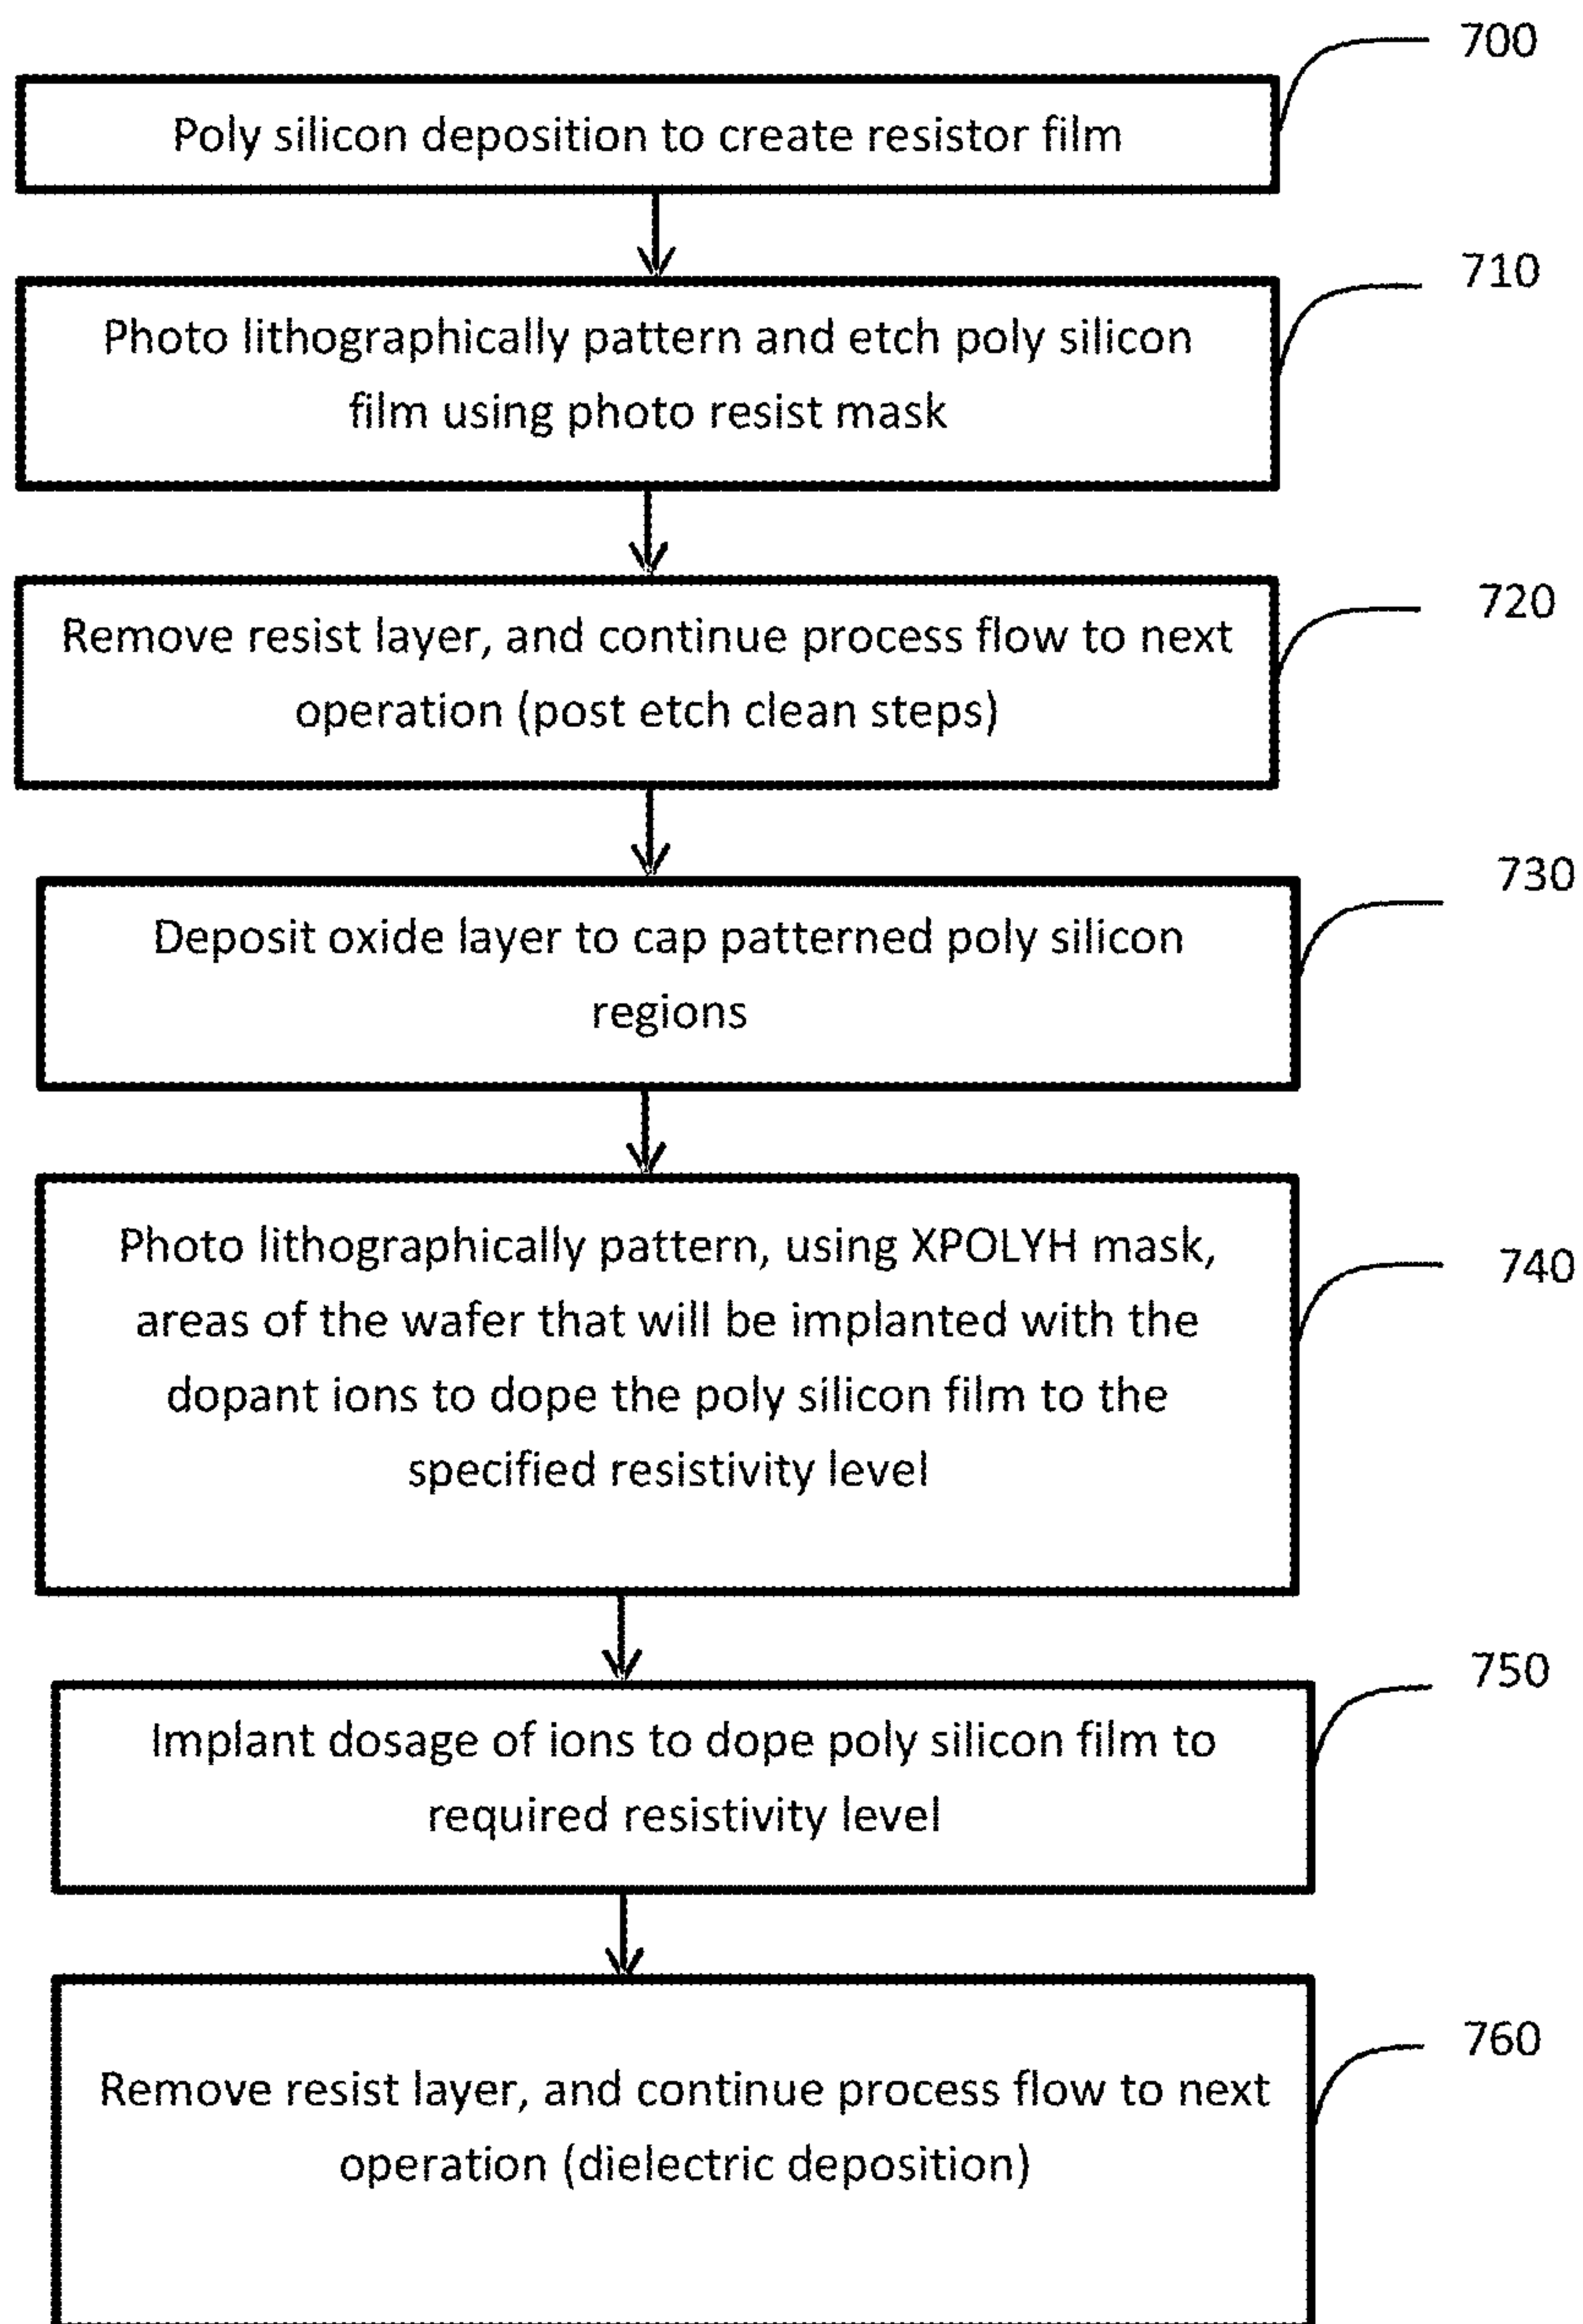 700
Poly silicon deposition to create resistor film
710
Photo lithographically pattern and etch poly silicon
film using photo resist mask
720
Remove resist layer, and continue process flow to next
operation (post etch clean steps)
730
Deposit oxide layer to cap patterned poly silicon
regions
740
Photo lithographically pattern, using XPOLYH mask,
areas of the wafer that will be implanted with the
dopant ions to dope the poly silicon film to the
specified resistivity level
750
Implant dosage of ions to dope poly silicon film to
required resistivity level
760
Remove resist layer, and continue process flow to next
operation (dielectric deposition)